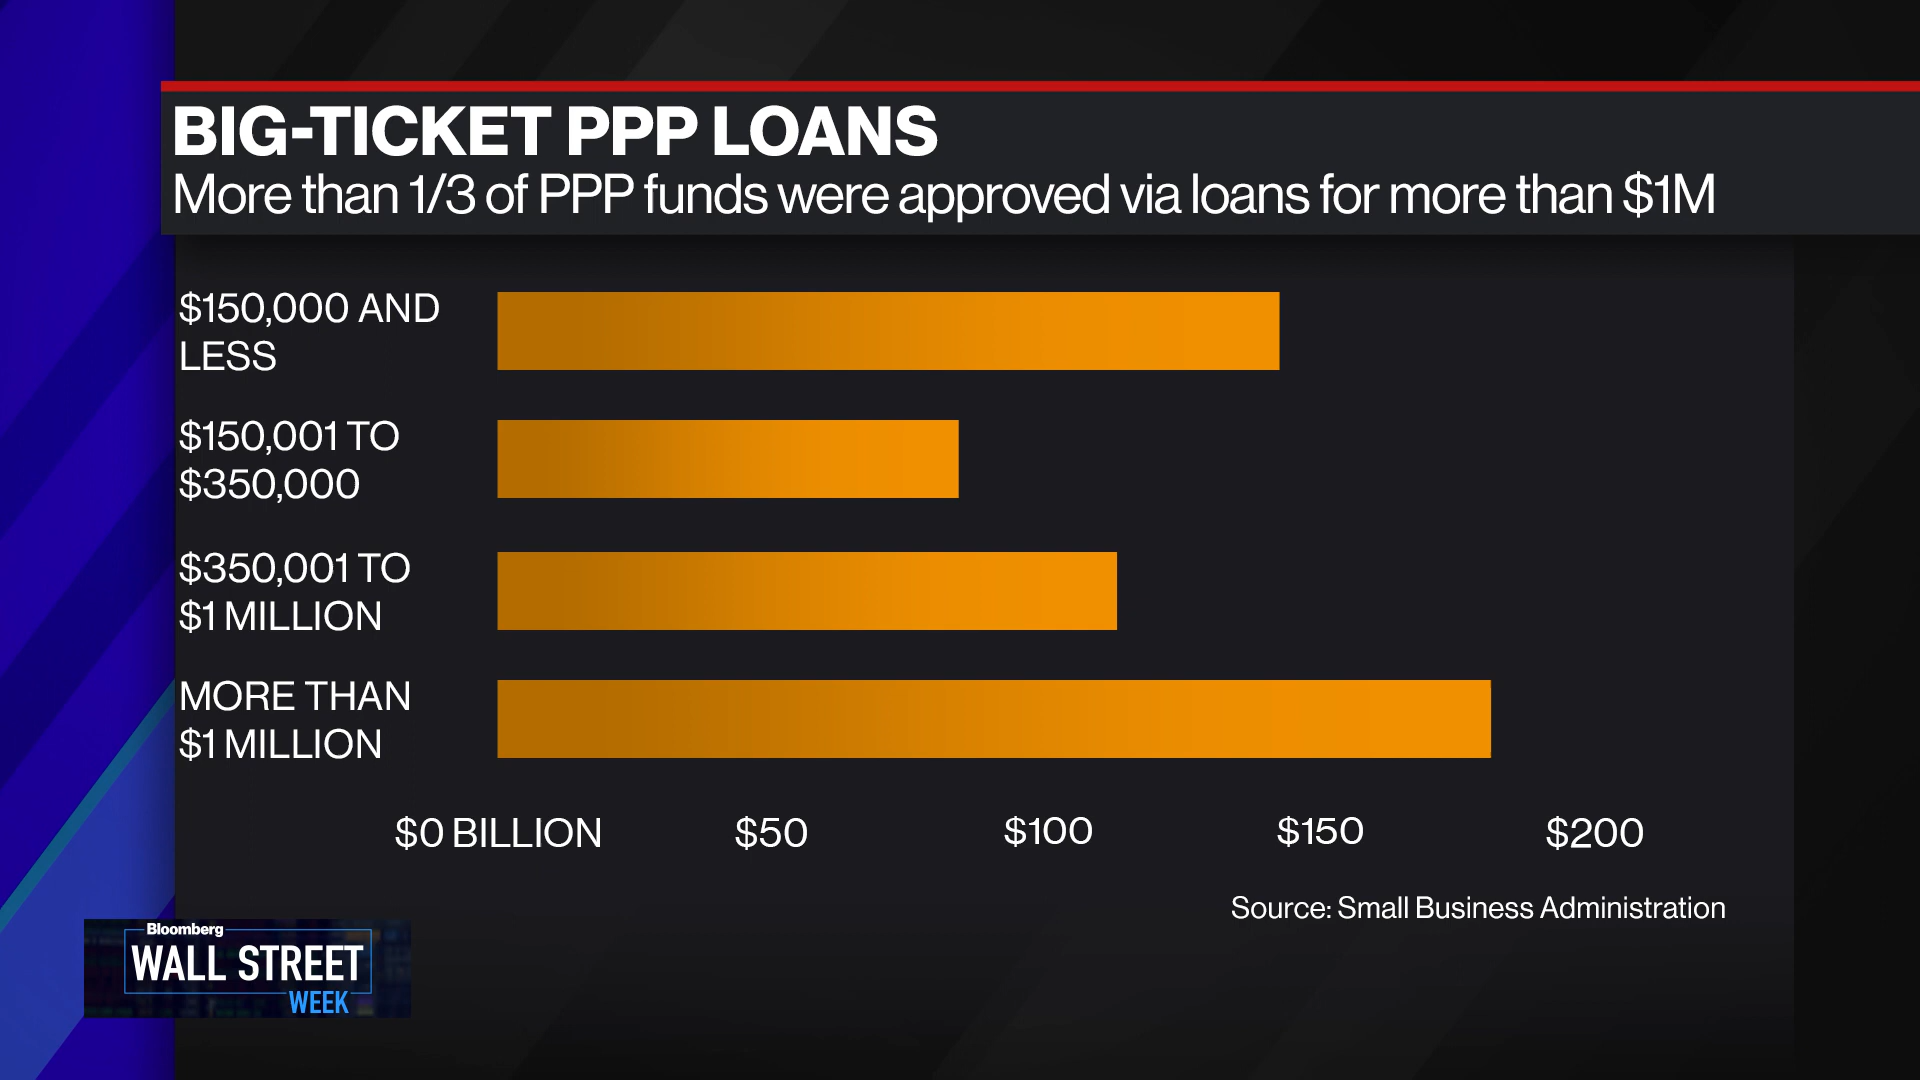 BIG-TICKET PPP LOANS
More than 1/3 of PPP funds were approved via loans for more than $1M
$150,000 AND
LESS
$150,001 TO
$350,000
$350,001 TO
$1 MILLION
MORE THAN
$1 MILLION
$0 BILLION $50 $100 $150 $200
Source: Small Business Administration
Bloomberg
WALL STREET
WEEK